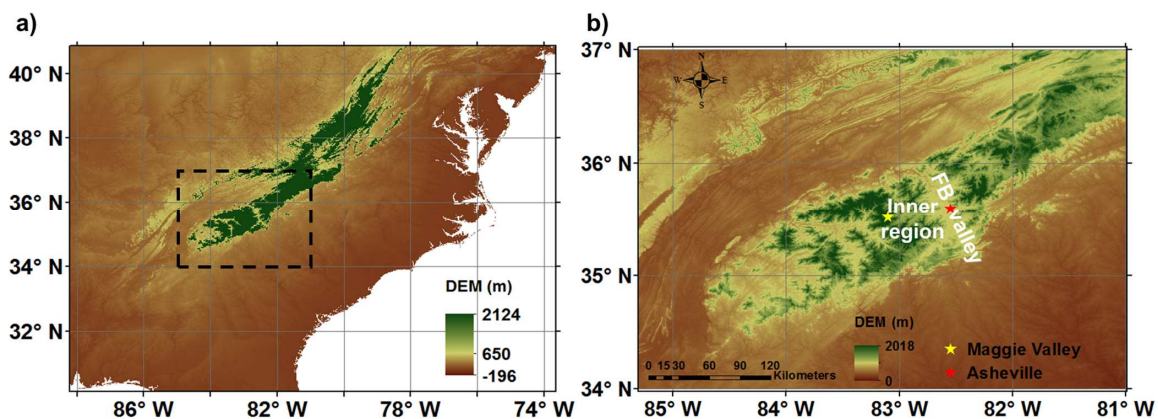 a)
40° N
38° N
36° N
34° N
32° N
86° W
82° W
78° W
74° W
DEM (m)
2124
650
-196
b)
37° N
36° N
35° N
34° N
85° W
84° W
83° W
82° W
81° W
N
W E
S
FB valley
Inner
region
DEM (m)
2018
0
0 15 30 60 90 120
Kilometers
Maggie Valley
Asheville